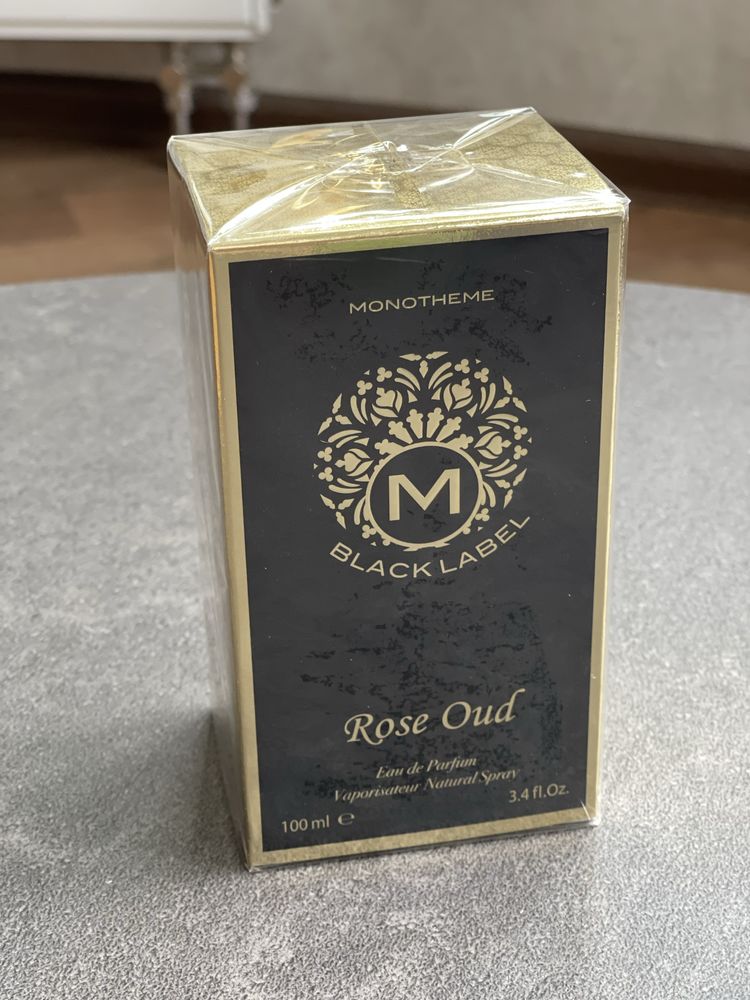 MONOTHEME
M
BLACK LABEL
Rose Oud
Eau de Parfum
Vaporisateur Natural Spray
100 ml ℮
3.4 fl.Oz.